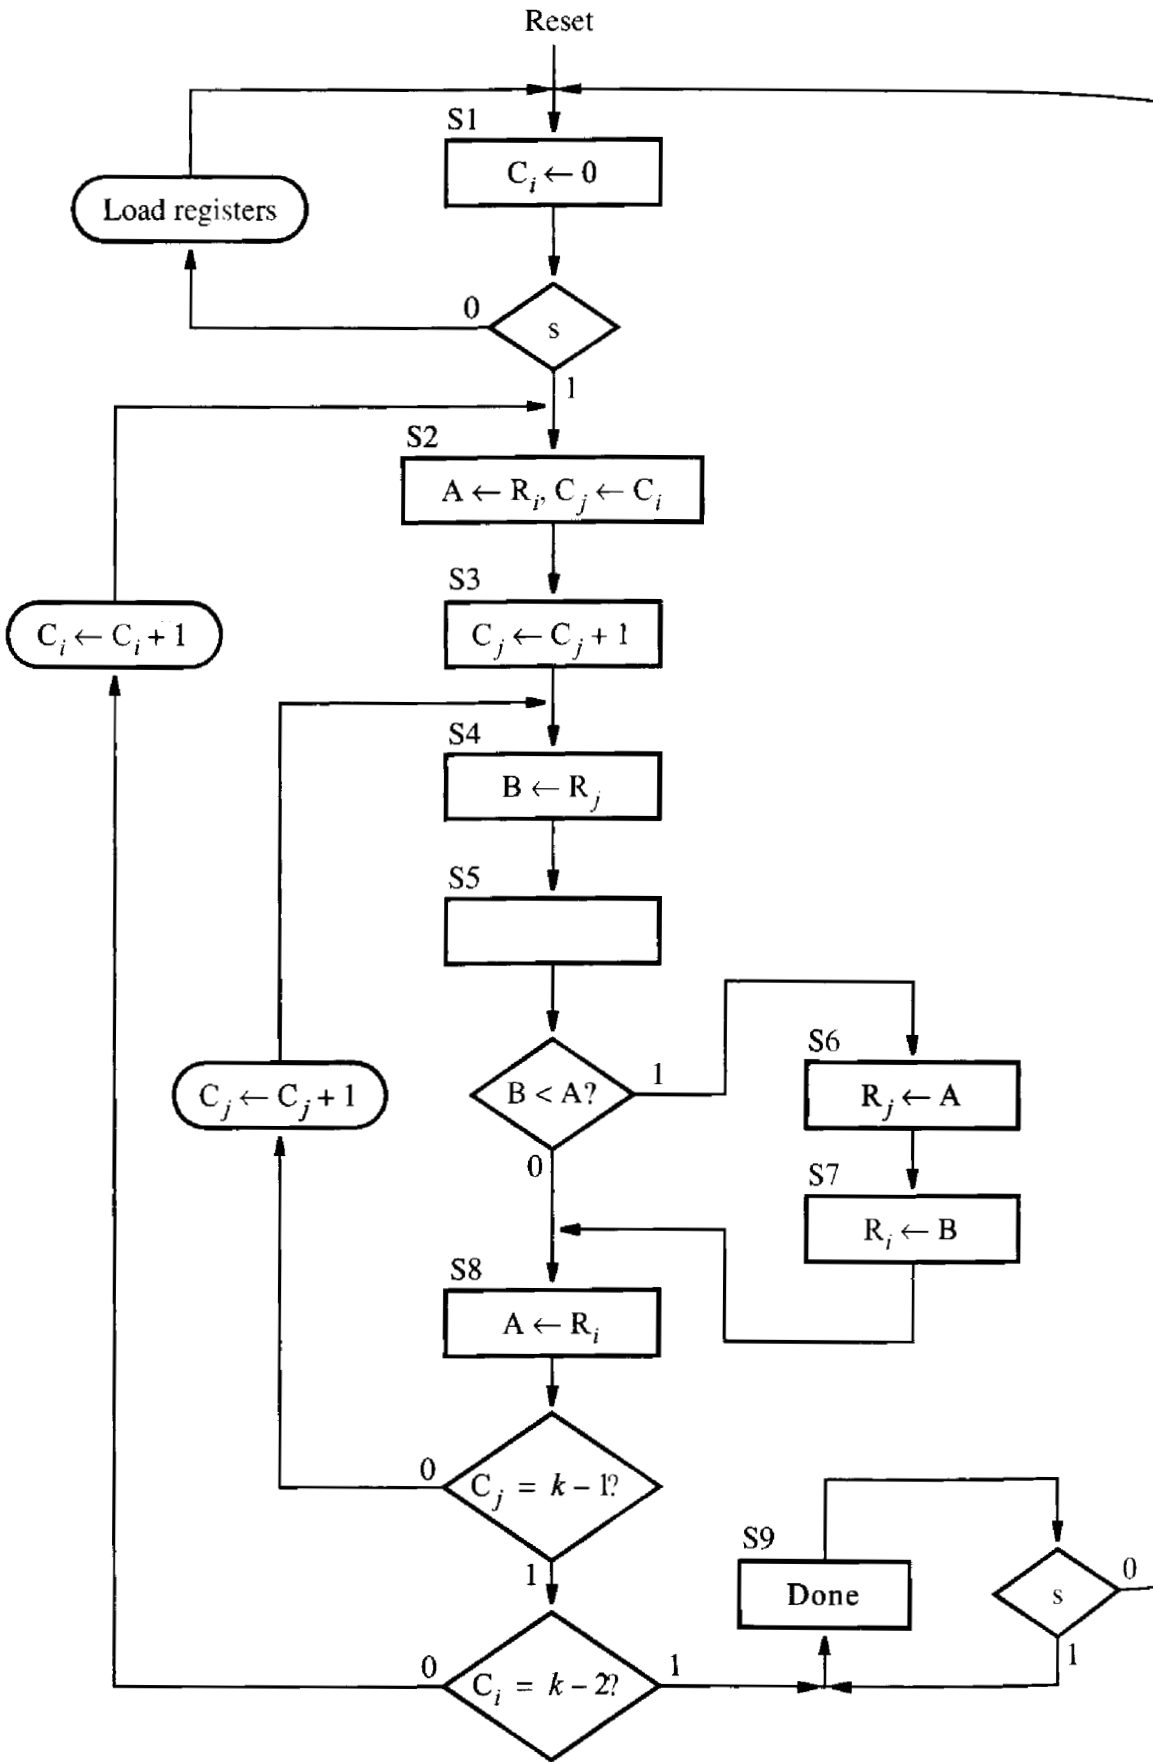 Reset
S1
C_i ← 0
Load registers
0
s
1
S2
A ← R_i, C_j ← C_i
S3
C_i ← C_i + 1
C_j ← C_j + 1
S4
B ← R_j
S5
S6
C_j ← C_j + 1
B < A?
1
R_j ← A
0
S7
R_i ← B
S8
A ← R_i
0
C_j = k − 1?
1
S9
Done
s
0
1
0
C_i = k − 2?
1